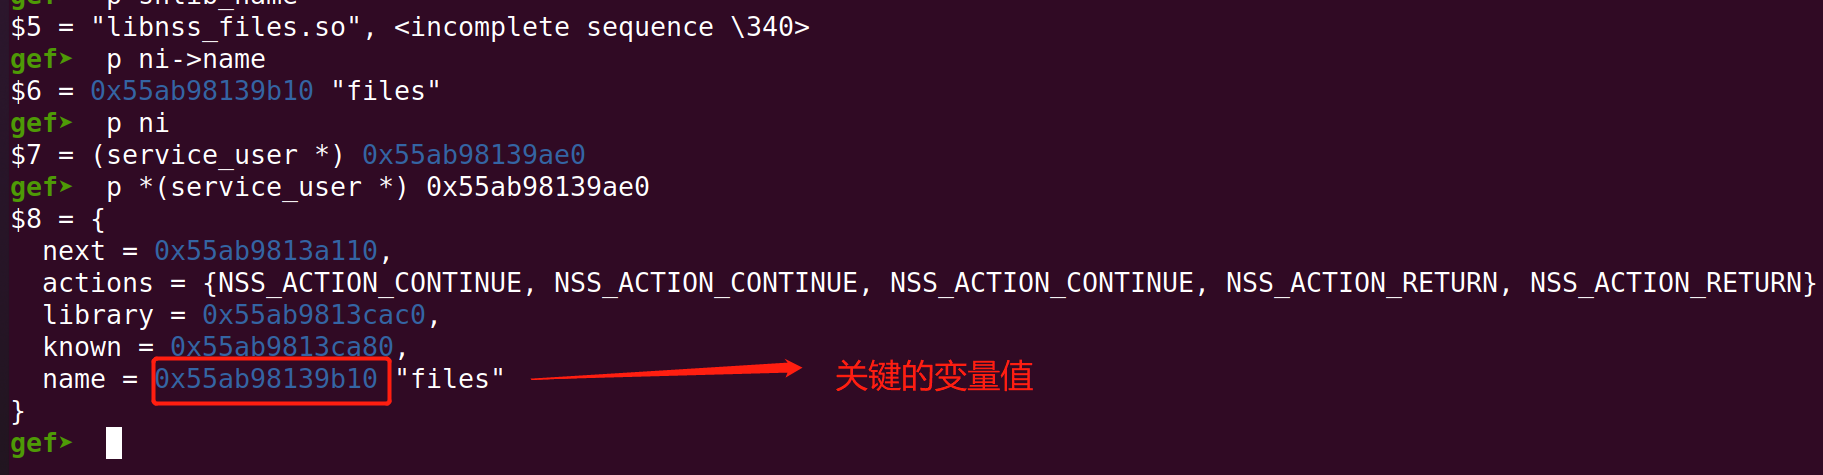 gef➤  p shlib_name
$5 = "libnss_files.so", <incomplete sequence \340>
gef➤  p ni->name
$6 = 0x55ab98139b10 "files"
gef➤  p ni
$7 = (service_user *) 0x55ab98139ae0
gef➤  p *(service_user *) 0x55ab98139ae0
$8 = {
  next = 0x55ab9813a110,
  actions = {NSS_ACTION_CONTINUE, NSS_ACTION_CONTINUE, NSS_ACTION_CONTINUE, NSS_ACTION_RETURN, NSS_ACTION_RETURN}
  library = 0x55ab9813cac0,
  known = 0x55ab9813ca80,
  name = 0x55ab98139b10 "files" 关键的变量值
}
gef➤